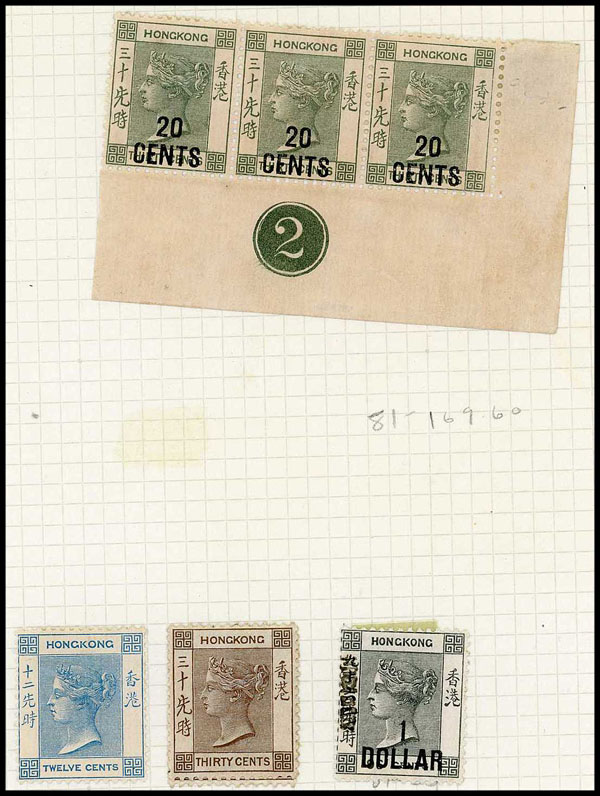 HONGKONG HONGKONG HONGKONG
三十先時 香港 三十先時 香港 三十先時 香港
20 20 20
CENTS CENTS CENTS
2
81-169.60
HONGKONG HONGKONG
十二先時 香港 三十先時 香港 香港
TWELVE CENTS THIRTY CENTS
HONGKONG
1
DOLLAR